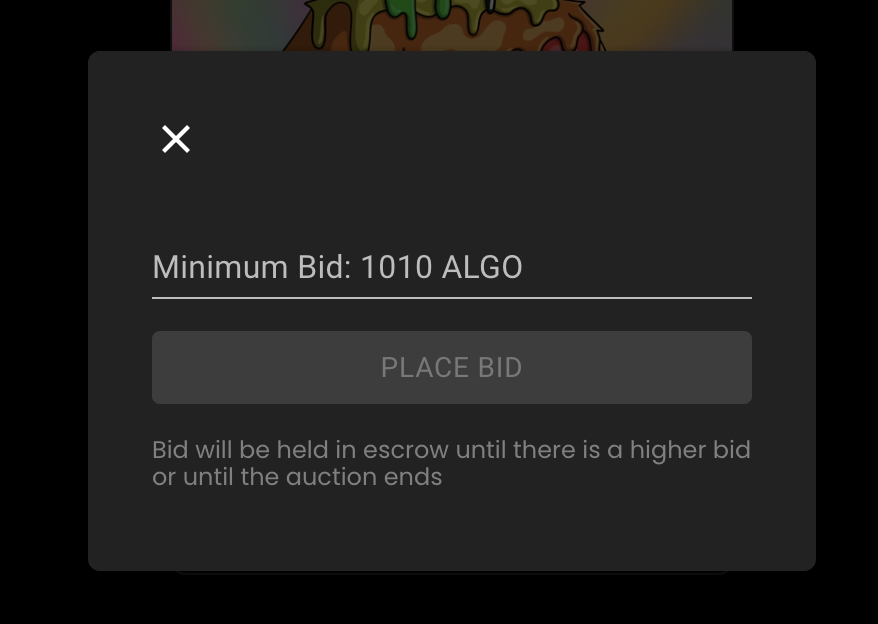 Minimum Bid: 1010 ALGO
PLACE BID
Bid will be held in escrow until there is a higher bid
or until the auction ends